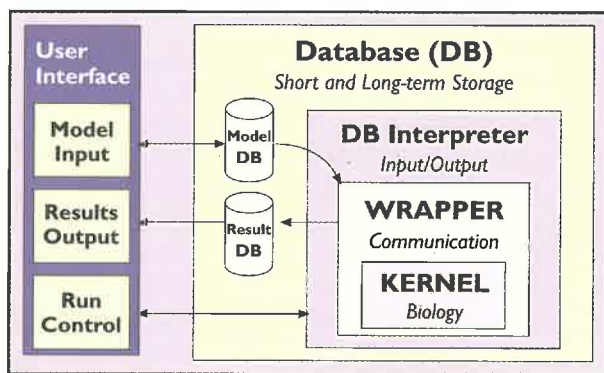 User
Interface
Model
Input
Results
Output
Run
Control
Database (DB)
Short and Long-term Storage
Model
DB
Result
DB
DB Interpreter
Input/Output
WRAPPER
Communication
KERNEL
Biology